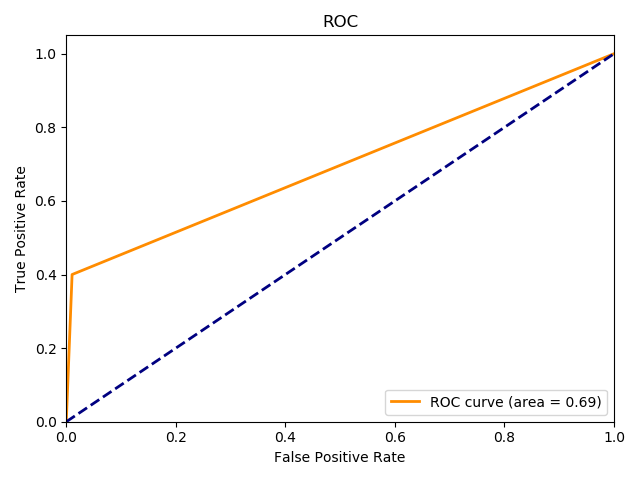 ROC
1.0
0.8
0.6
0.4
0.2
0.0
True Positive Rate
ROC curve (area = 0.69)
0.0 0.2 0.4 0.6 0.8 1.0
False Positive Rate